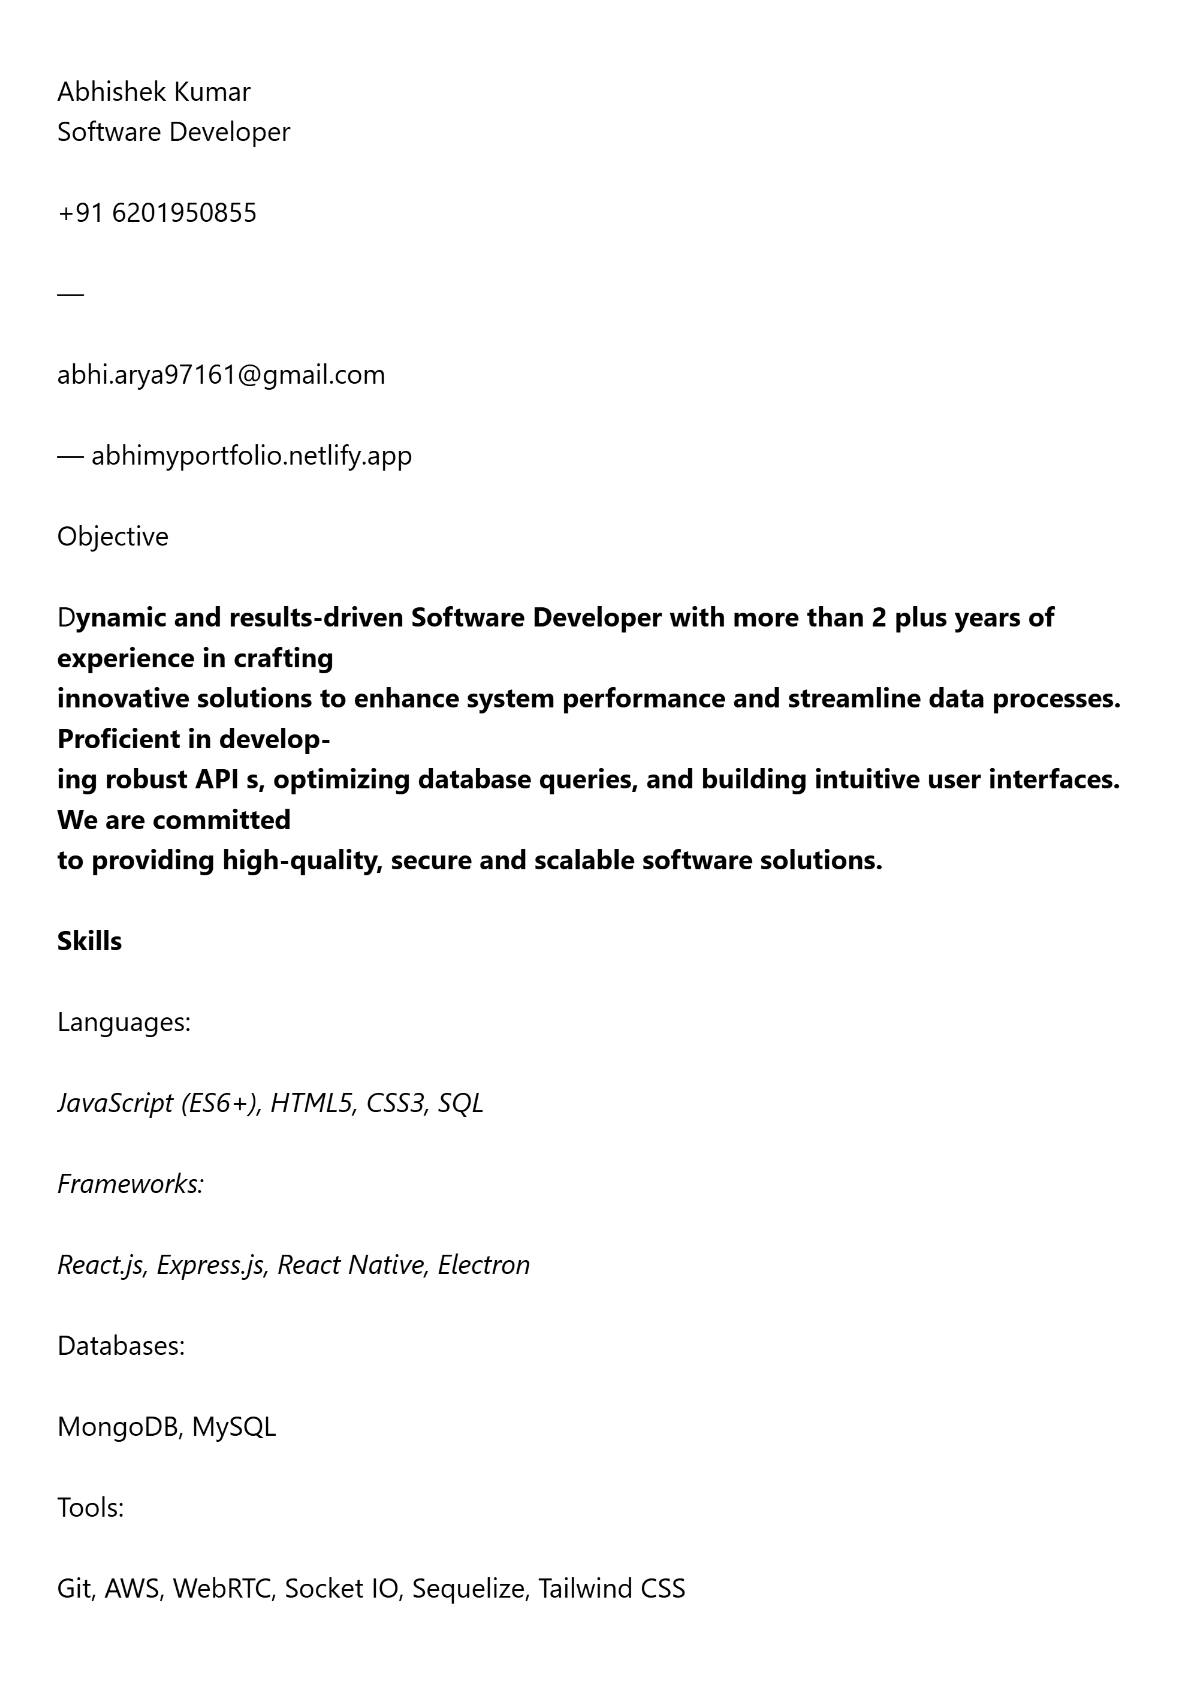 Abhishek Kumar
Software Developer
+91 6201950855
—
abhi.arya97161@gmail.com
— abhimyportfolio.netlify.app
Objective
Dynamic and results-driven Software Developer with more than 2 plus years of
experience in crafting
innovative solutions to enhance system performance and streamline data processes.
Proficient in develop-
ing robust API s, optimizing database queries, and building intuitive user interfaces.
We are committed
to providing high-quality, secure and scalable software solutions.
Skills
Languages:
JavaScript (ES6+), HTML5, CSS3, SQL
Frameworks:
React.js, Express.js, React Native, Electron
Databases:
MongoDB, MySQL
Tools:
Git, AWS, WebRTC, Socket IO, Sequelize, Tailwind CSS